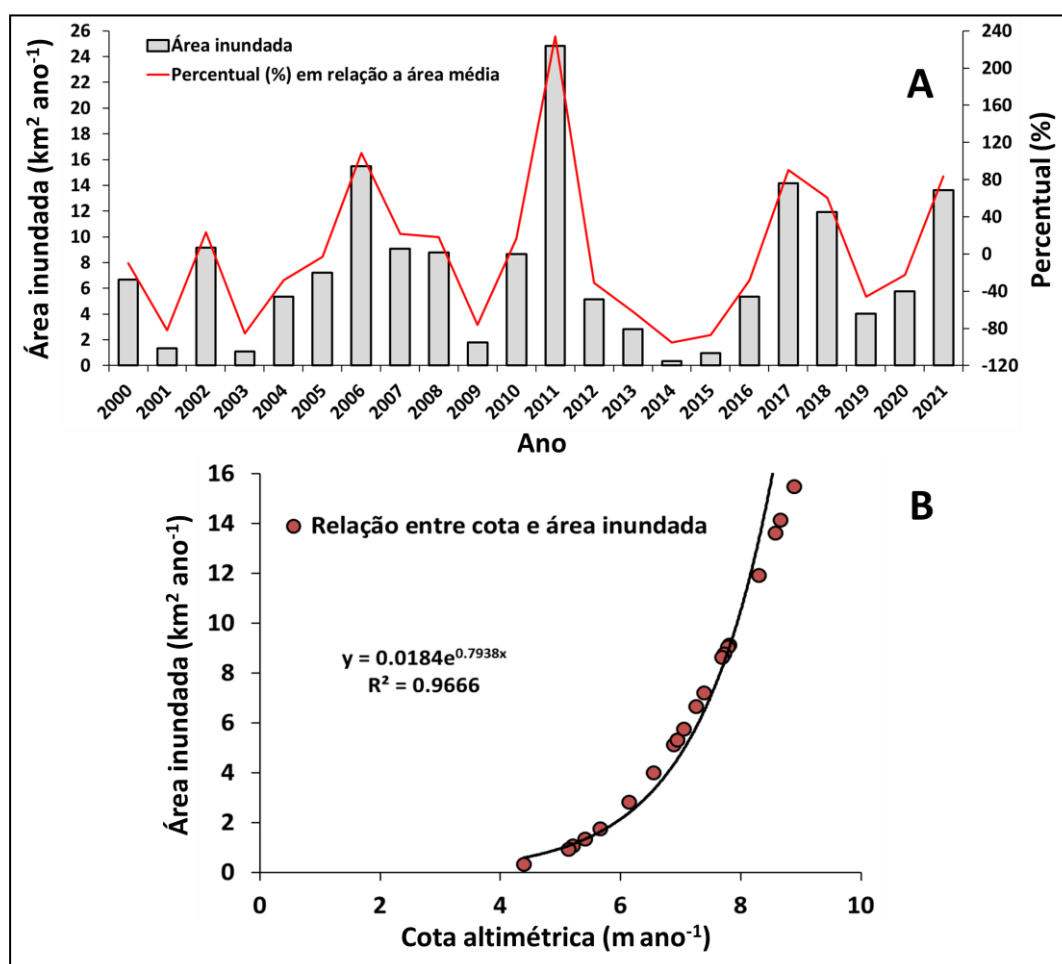 Área inundada
Percentual (%) em relação a área média
A
Área inundada (km² ano⁻¹)
26
24
22
20
18
16
14
12
10
8
6
4
2
0
240
200
160
120
80
40
0
-40
-80
-120
Percentual (%)
2000 2001 2002 2003 2004 2005 2006 2007 2008 2009 2010 2011 2012 2013 2014 2015 2016 2017 2018 2019 2020 2021
Ano
B
Relação entre cota e área inundada
Área inundada (km² ano⁻¹)
16
14
12
10
8
6
4
2
0
y = 0.0184e^0.7938x
R² = 0.9666
0 2 4 6 8 10
Cota altimétrica (m ano⁻¹)